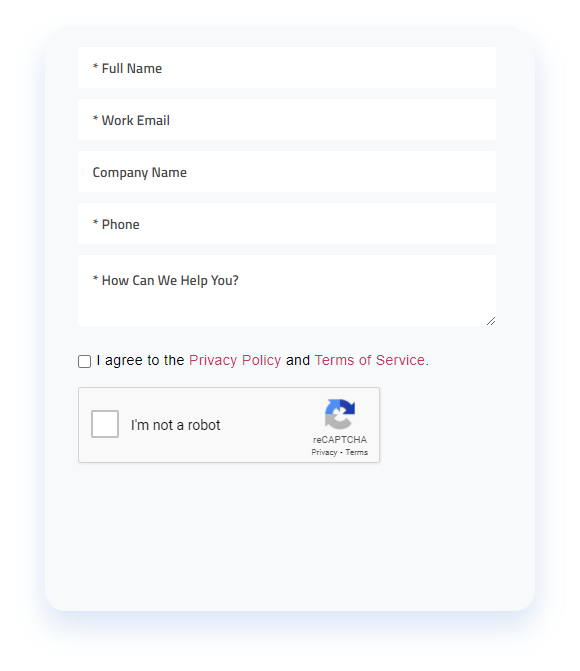 * Full Name
* Work Email
Company Name
* Phone
* How Can We Help You?
I agree to the Privacy Policy and Terms of Service.
I'm not a robot
reCAPTCHA
Privacy - Terms